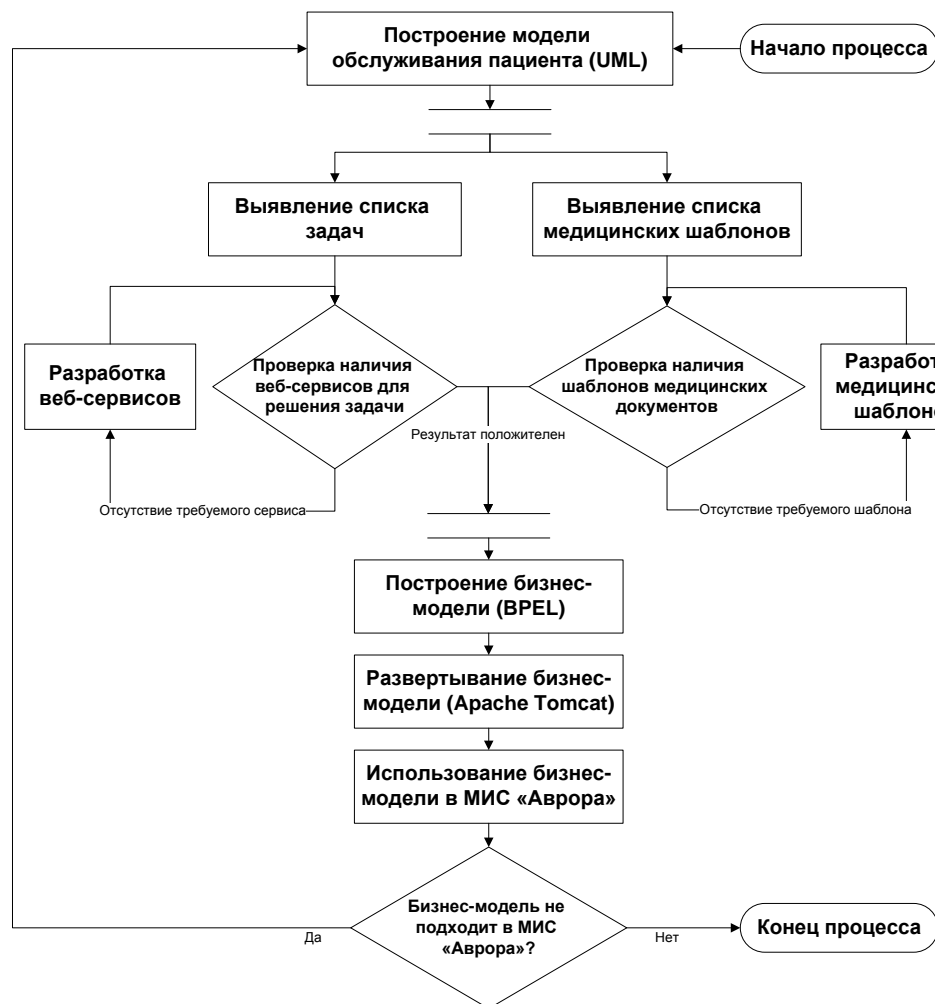 Построение модели
обслуживания пациента (UML)
Начало процесса
Выявление списка
задач
Выявление списка
медицинских шаблонов
Разработка
веб-сервисов
Проверка наличия
веб-сервисов для
решения задачи
Проверка наличия
шаблонов медицинских
документов
Результат положителен
Отсутствие требуемого сервиса
Отсутствие требуемого шаблона
Построение бизнес-
модели (BPEL)
Развертывание бизнес-
модели (Apache Tomcat)
Использование бизнес-
модели в МИС «Аврора»
Бизнес-модель не
подходит в МИС
«Аврора»?
Да
Нет
Конец процесса